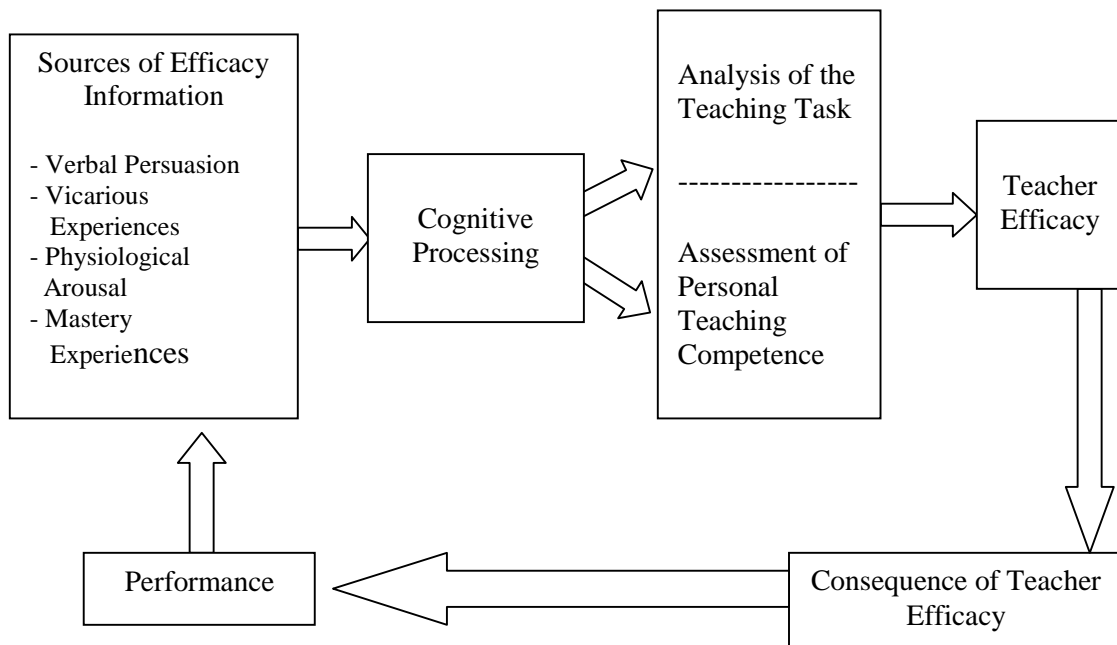 Sources of Efficacy
Information
- Verbal Persuasion
- Vicarious
Experiences
- Physiological
Arousal
- Mastery
Experiences
Cognitive
Processing
Analysis of the
Teaching Task
------------------
Assessment of
Personal
Teaching
Competence
Teacher
Efficacy
Consequence of Teacher
Efficacy
Performance